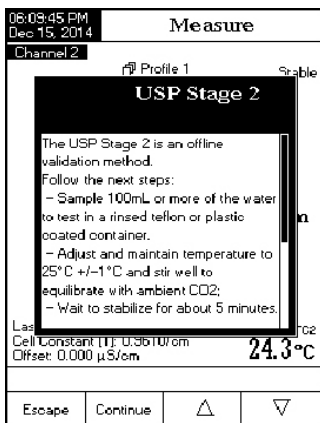 06:09:45 PM
Dec 15, 2014
Measure
Channel 2
Profile 1
Stable
USP Stage 2
The USP Stage 2 is an offline
validation method.
Follow the next steps:
– Sample 100mL or more of the water
to test in a rinsed teflon or plastic
coated container.
– Adjust and maintain temperature to
25°C +/–1°C and stir well to
equilibrate with ambient CO2;
– Wait to stabilize for about 5 minutes.
Cell Constant
Offset: 0.000 µS/cm
24.3°C
Escape
Continue